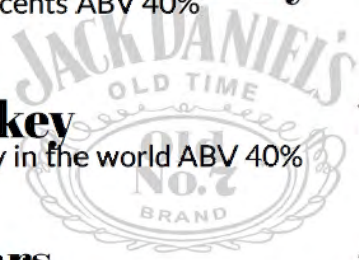 cents ABV 40%
JACK DANIEL'S
OLD TIME
key
Old
y in the world ABV 40%
No. 7
BRAND